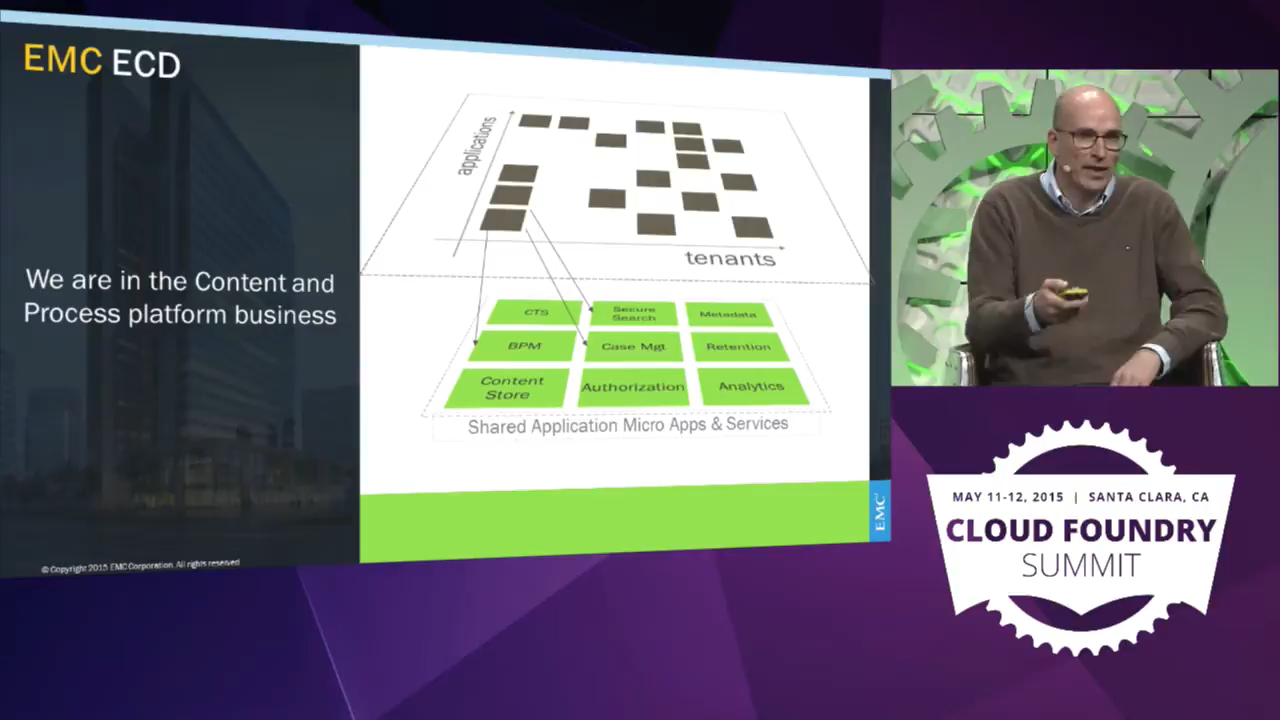 EMC ECD
We are in the Content and
Process platform business
© Copyright 2015 EMC Corporation. All rights reserved
applications
tenants
CTS
Secure
Search
Metadata
BPM
Case Mgt
Retention
Content
Store
Authorization
Analytics
Shared Application Micro Apps & Services
EMC²
MAY 11-12, 2015 | SANTA CLARA, CA
CLOUD FOUNDRY
SUMMIT